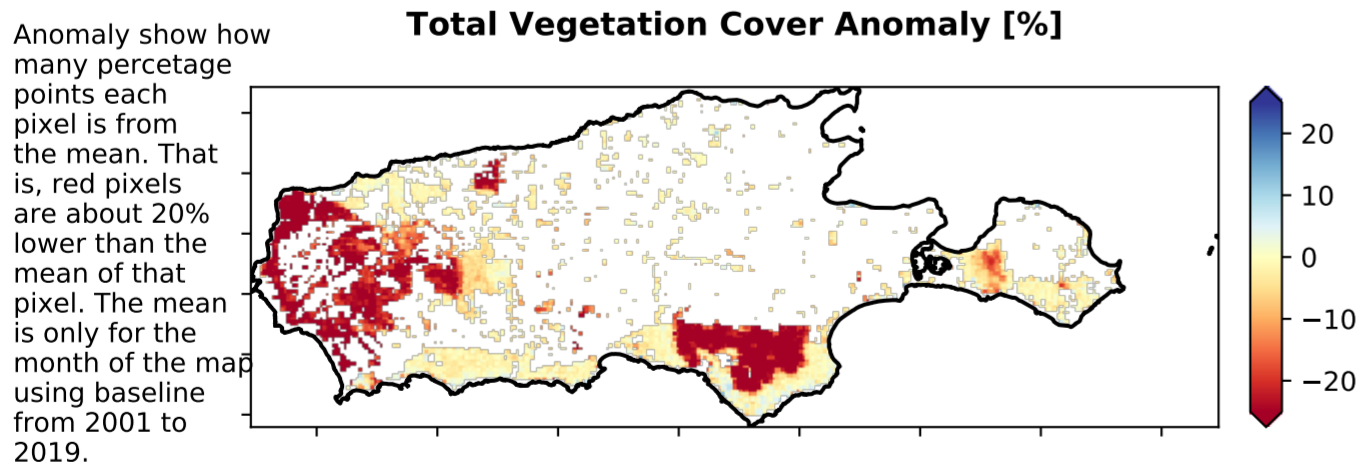 Total Vegetation Cover Anomaly [%]
Anomaly show how
many percetage
points each
pixel is from
the mean. That
is, red pixels
are about 20%
lower than the
mean of that
pixel. The mean
is only for the
month of the map
using baseline
from 2001 to
2019.
20
10
0
−10
−20